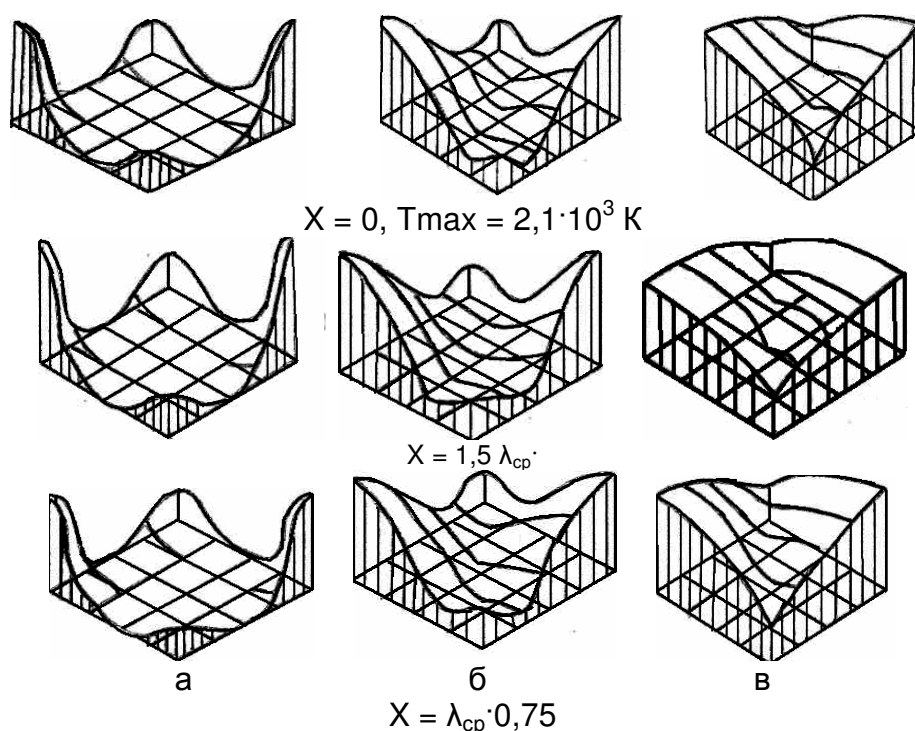 X = 0, Tmax = 2,1·10³ К
X = 1,5 λср·
а б в
X = λср·0,75